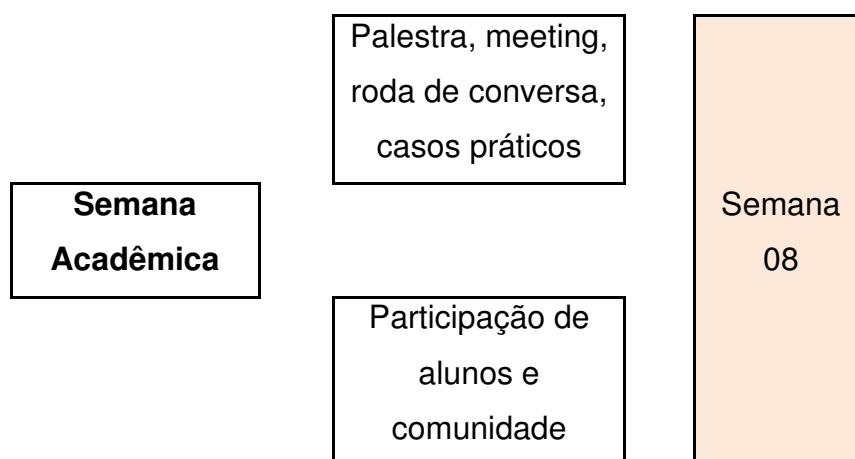 Palestra, meeting,
roda de conversa,
casos práticos
Semana
Acadêmica
Participação de
alunos e
comunidade
Semana
08